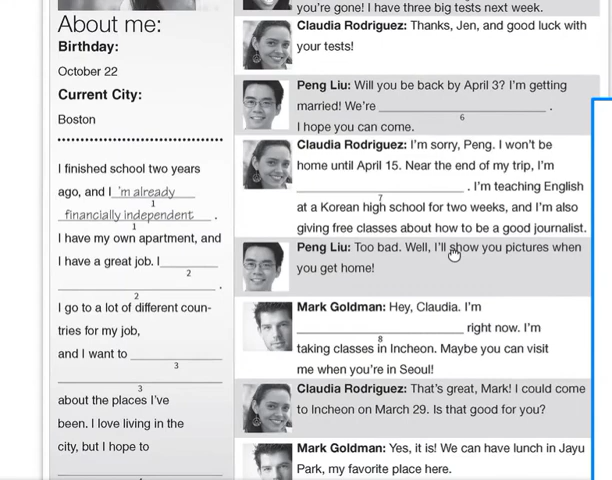 About me:
Birthday:
October 22
Current City:
Boston
I finished school two years
ago, and I 'm already
1
financially independent .
1
I have my own apartment, and
I have a great job. I
2
.
2
I go to a lot of different coun-
tries for my job,
and I want to
3
3
about the places I've
been. I love living in the
city, but I hope to
you're gone! I have three big tests next week.
Claudia Rodriguez: Thanks, Jen, and good luck with
your tests!
Peng Liu: Will you be back by April 3? I'm getting
married! We're .
6
I hope you can come.
Claudia Rodriguez: I'm sorry, Peng. I won't be
home until April 15. Near the end of my trip, I'm
. I'm teaching English
7
at a Korean high school for two weeks, and I'm also
giving free classes about how to be a good journalist.
Peng Liu: Too bad. Well, I'll show you pictures when
you get home!
Mark Goldman: Hey, Claudia. I'm
right now. I'm
8
taking classes in Incheon. Maybe you can visit
me when you're in Seoul!
Claudia Rodriguez: That's great, Mark! I could come
to Incheon on March 29. Is that good for you?
Mark Goldman: Yes, it is! We can have lunch in Jayu
Park, my favorite place here.